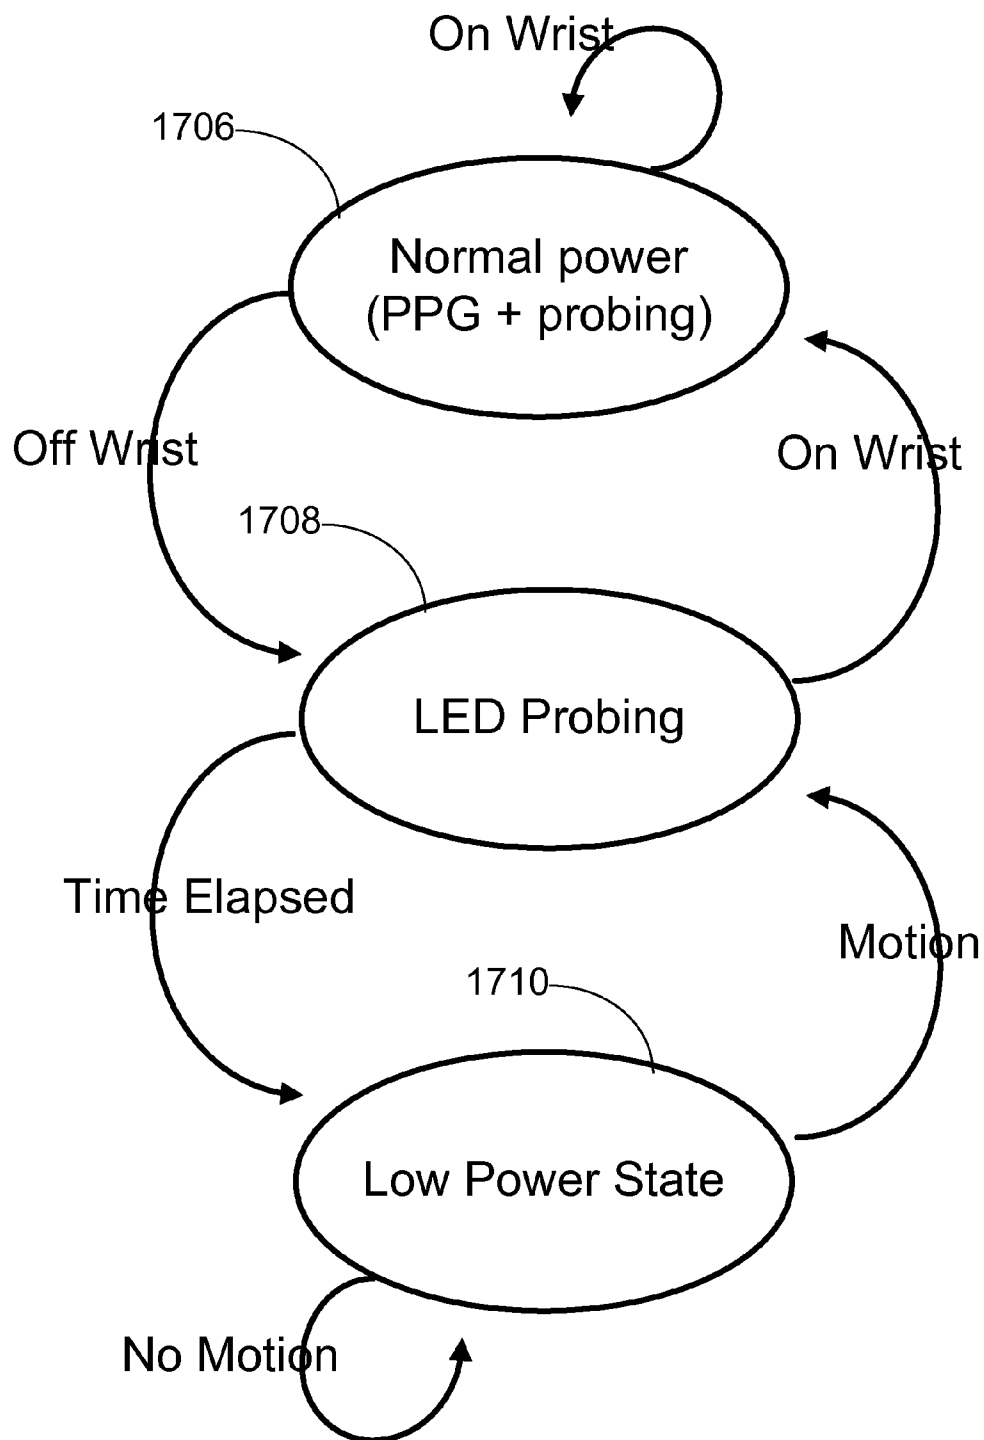 On Wrist
1706
Normal power
(PPG + probing)
Off Wrist
On Wrist
1708
LED Probing
Time Elapsed
Motion
1710
Low Power State
No Motion